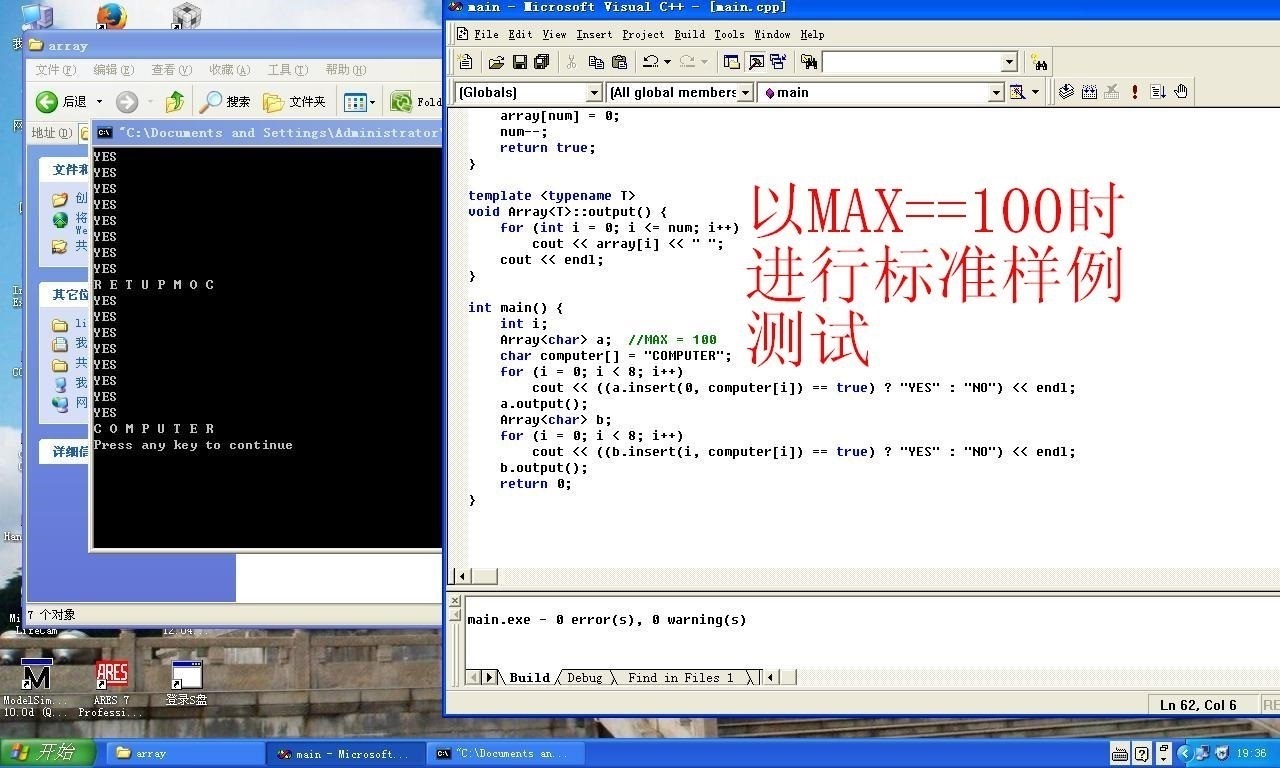 main - Microsoft Visual C++ - [main.cpp]
File Edit View Insert Project Build Tools Window Help
[Globals] [All global members main
array[num] = 0;
num--;
return true;
}
template <typename T>
void Array<T>::output() {
for (int i = 0; i <= num; i++)
cout << array[i] << " ";
cout << endl;
}
int main() {
int i;
Array<char> a; //MAX = 100
char computer[] = "COMPUTER";
for (i = 0; i < 8; i++)
cout << ((a.insert(0, computer[i]) == true) ? "YES" : "NO") << endl;
a.output();
Array<char> b;
for (i = 0; i < 8; i++)
cout << ((b.insert(i, computer[i]) == true) ? "YES" : "NO") << endl;
b.output();
return 0;
}
以MAX==100时
进行标准样例
测试
main.exe - 0 error(s), 0 warning(s)
Build Debug Find in Files 1
Ln 62, Col 6
array
文件(F) 编辑(E) 查看(V) 收藏(A) 工具(T) 帮助(H)
后退 搜索 文件夹 Fold
地址(D)
"C:\Documents and Settings\Administrator
YES
YES
YES
YES
YES
YES
YES
YES
R E T U P M O C
YES
YES
YES
YES
YES
YES
YES
YES
C O M P U T E R
Press any key to continue
文件和
创
将
We
共
其它位
我
共
我
网
详细信
7 个对象
LifeCam
12.04...
ModelSim...
10.0d (Q...
ARES
ARES 7
Professi...
登录S盘
开始 array main - Microsoft... "C:\Documents an... 19:36